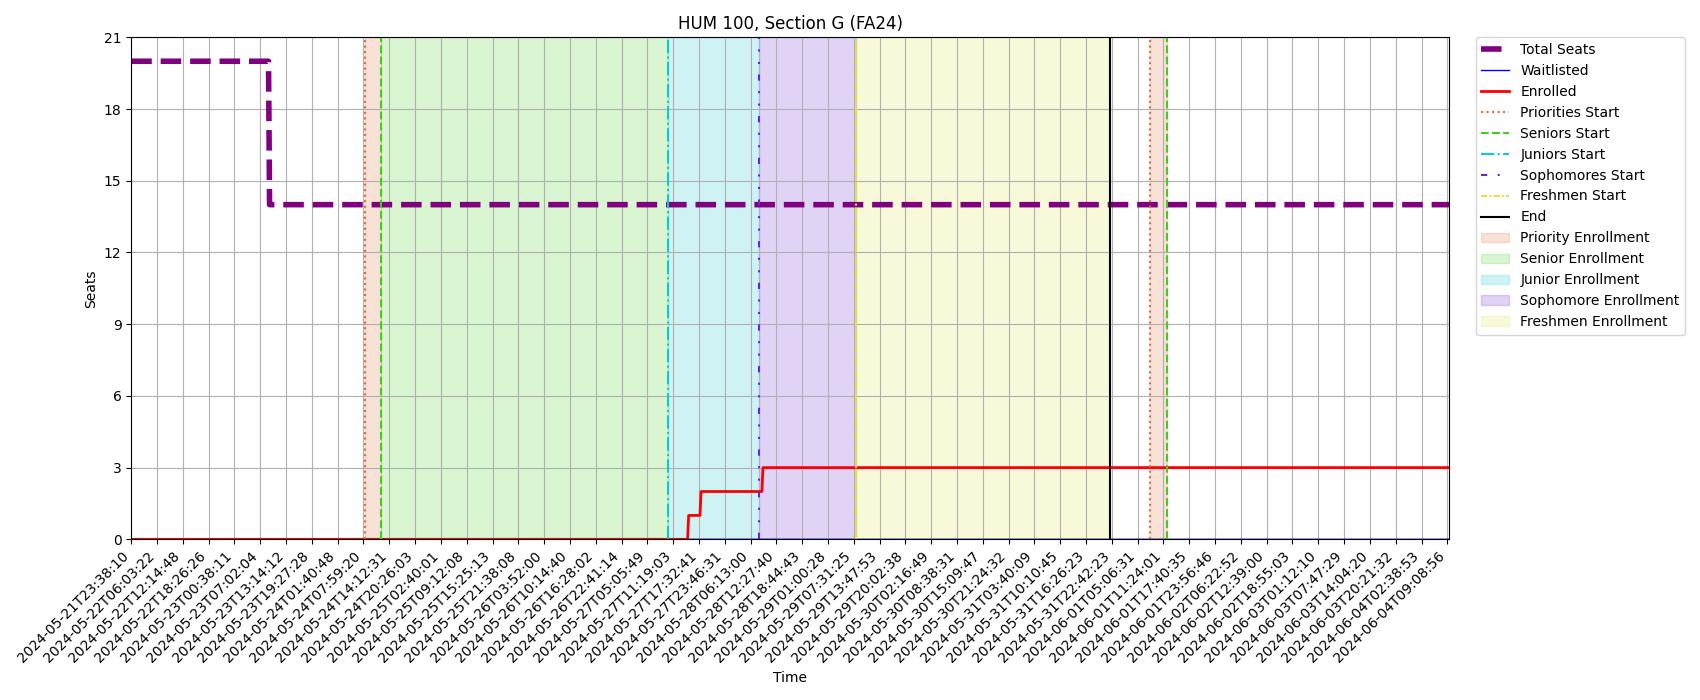 HUM 100, Section G (FA24)
21
18
15
12
9
6
3
0
Seats
2024-05-21T23:38:10
2024-05-22T06:03:22
2024-05-22T12:14:48
2024-05-22T18:26:26
2024-05-23T00:38:11
2024-05-23T07:02:04
2024-05-23T13:14:12
2024-05-23T19:27:28
2024-05-24T01:40:48
2024-05-24T07:59:20
2024-05-24T14:12:31
2024-05-24T20:26:03
2024-05-25T02:40:01
2024-05-25T09:12:08
2024-05-25T15:25:13
2024-05-25T21:38:08
2024-05-26T03:52:00
2024-05-26T10:14:40
2024-05-26T16:28:02
2024-05-26T22:41:14
2024-05-27T05:05:49
2024-05-27T11:19:03
2024-05-27T17:32:41
2024-05-27T23:46:31
2024-05-28T06:13:00
2024-05-28T12:27:40
2024-05-28T18:44:43
2024-05-29T01:00:28
2024-05-29T07:31:25
2024-05-29T13:47:53
2024-05-29T20:02:38
2024-05-30T02:16:49
2024-05-30T08:38:31
2024-05-30T15:09:47
2024-05-30T21:24:32
2024-05-31T03:40:09
2024-05-31T10:10:45
2024-05-31T16:26:23
2024-05-31T22:42:23
2024-06-01T05:06:31
2024-06-01T11:24:01
2024-06-01T17:40:35
2024-06-01T23:56:46
2024-06-02T06:22:52
2024-06-02T12:39:00
2024-06-02T18:55:03
2024-06-03T01:12:10
2024-06-03T07:47:29
2024-06-03T14:04:20
2024-06-03T20:21:32
2024-06-04T02:38:53
2024-06-04T09:08:56
Time
Total Seats
Waitlisted
Enrolled
Priorities Start
Seniors Start
Juniors Start
Sophomores Start
Freshmen Start
End
Priority Enrollment
Senior Enrollment
Junior Enrollment
Sophomore Enrollment
Freshmen Enrollment